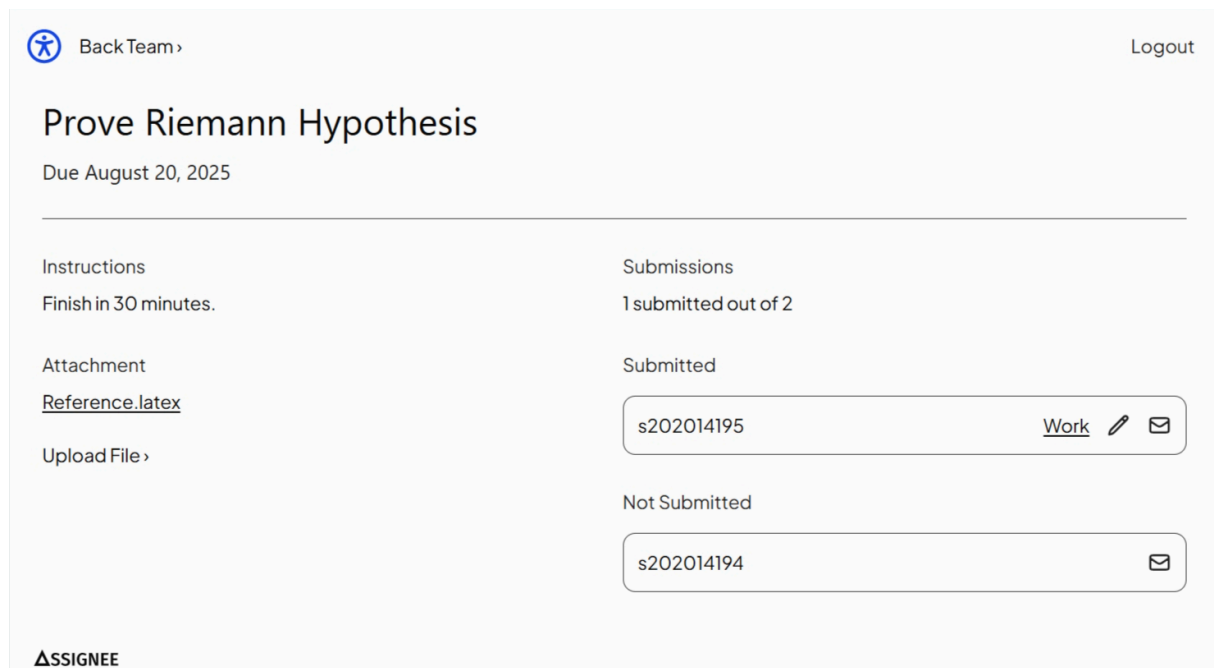 Back Team ›
Logout
Prove Riemann Hypothesis
Due August 20, 2025
Instructions
Finish in 30 minutes.
Attachment
Reference.latex
Upload File ›
Submissions
1 submitted out of 2
Submitted
s202014195 Work
Not Submitted
s202014194
ASSIGNEE